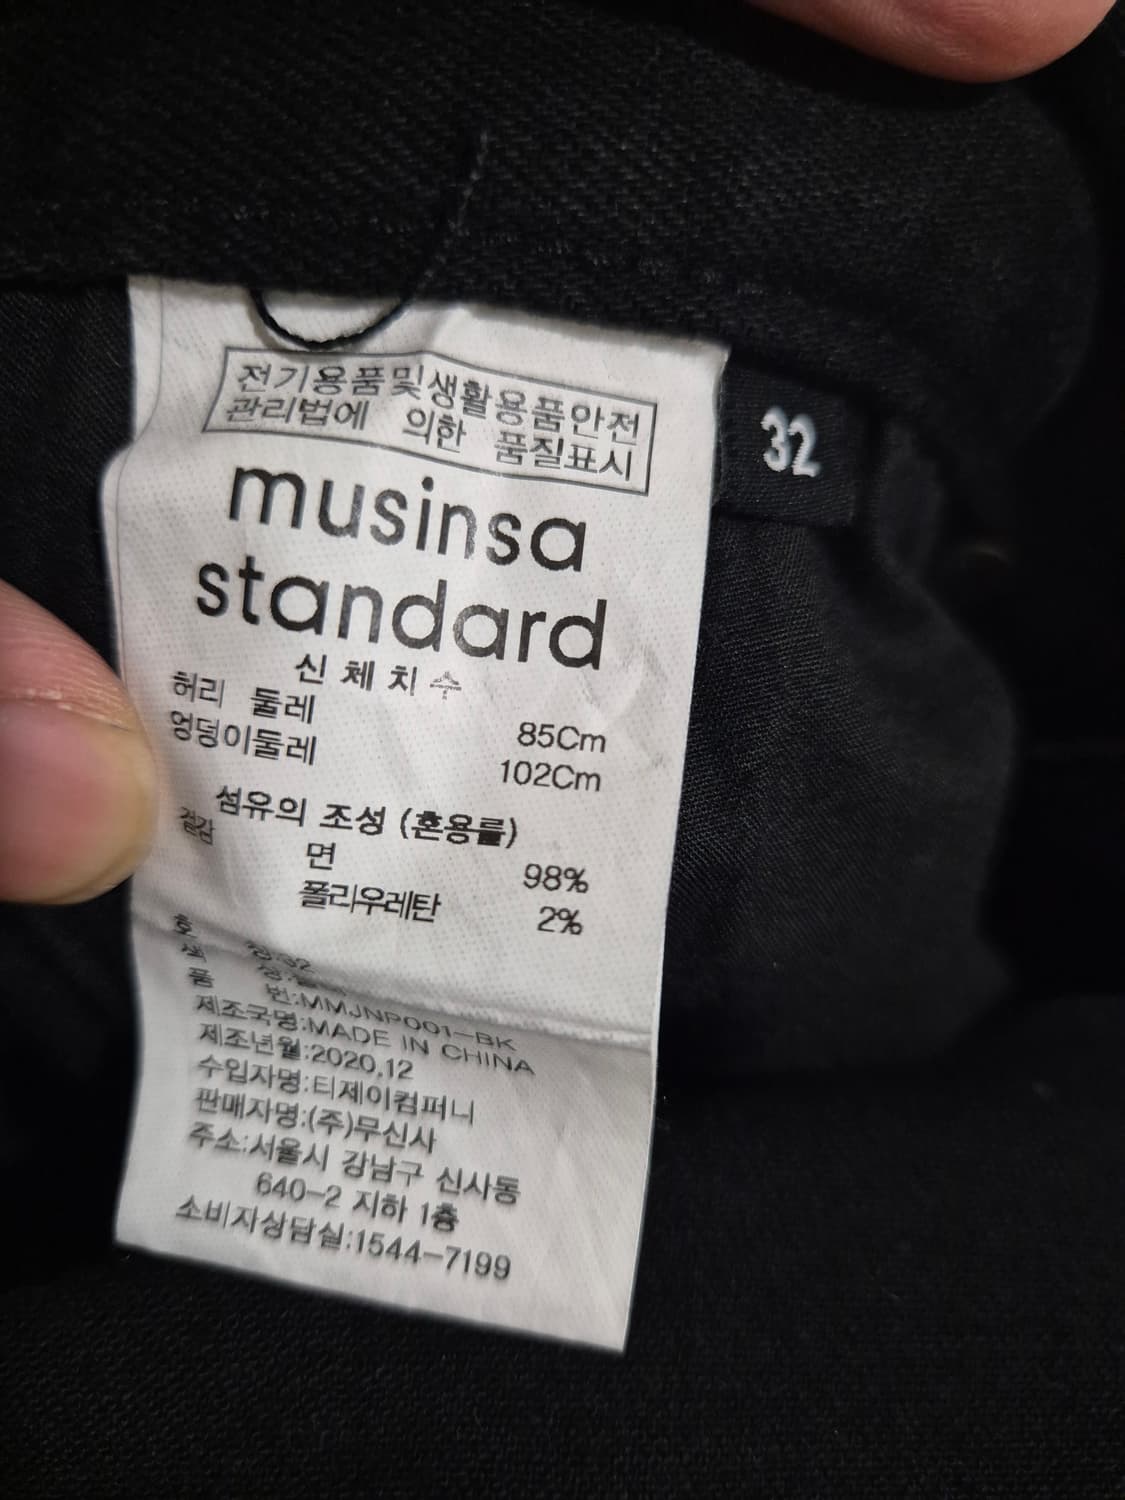 전기용품및생활용품안전
관리법에 의한 품질표시
musinsa
standard
32
신체치수
허리 둘레 85Cm
엉덩이둘레 102Cm
섬유의 조성 (혼용률)
겉감
면 98%
폴리우레탄 2%
호 칭:32
색 상:
품 번:MMJNP001-BK
제조국명:MADE IN CHINA
제조년월:2020.12
수입자명:티제이컴퍼니
판매자명:(주)무신사
주소:서울시 강남구 신사동
640-2 지하 1층
소비자상담실:1544-7199